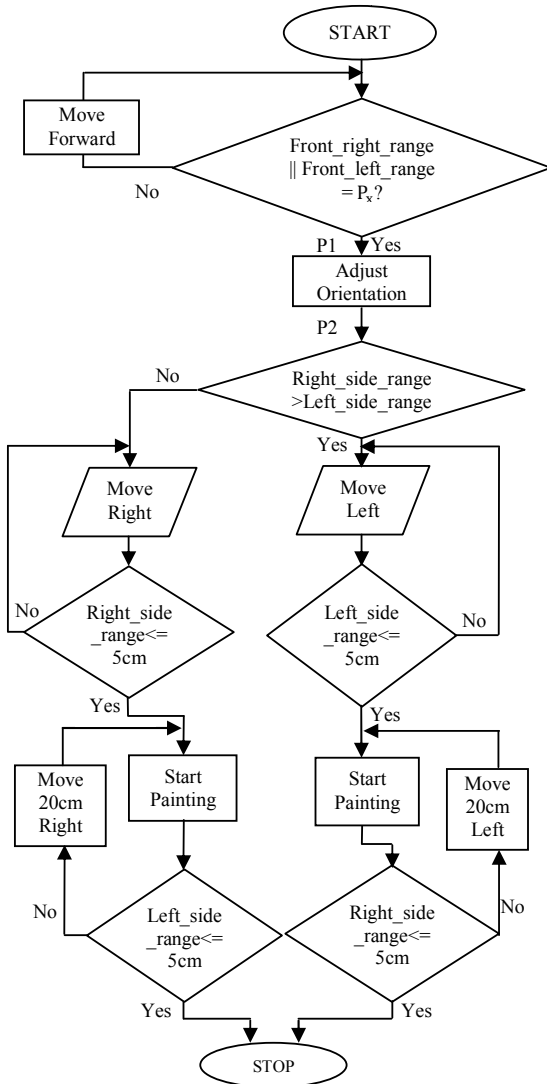 START
Move
Forward
Front_right_range
|| Front_left_range
= Pₓ?
No
P1
Yes
Adjust
Orientation
P2
No
Right_side_range
>Left_side_range
Yes
Move
Right
Move
Left
No
Right_side
_range<=
5cm
Left_side
_range<=
5cm
No
Yes
Yes
Move
20cm
Right
Start
Painting
Start
Painting
Move
20cm
Left
No
Left_side
_range<=
5cm
Right_side
_range<=
5cm
No
Yes
Yes
STOP